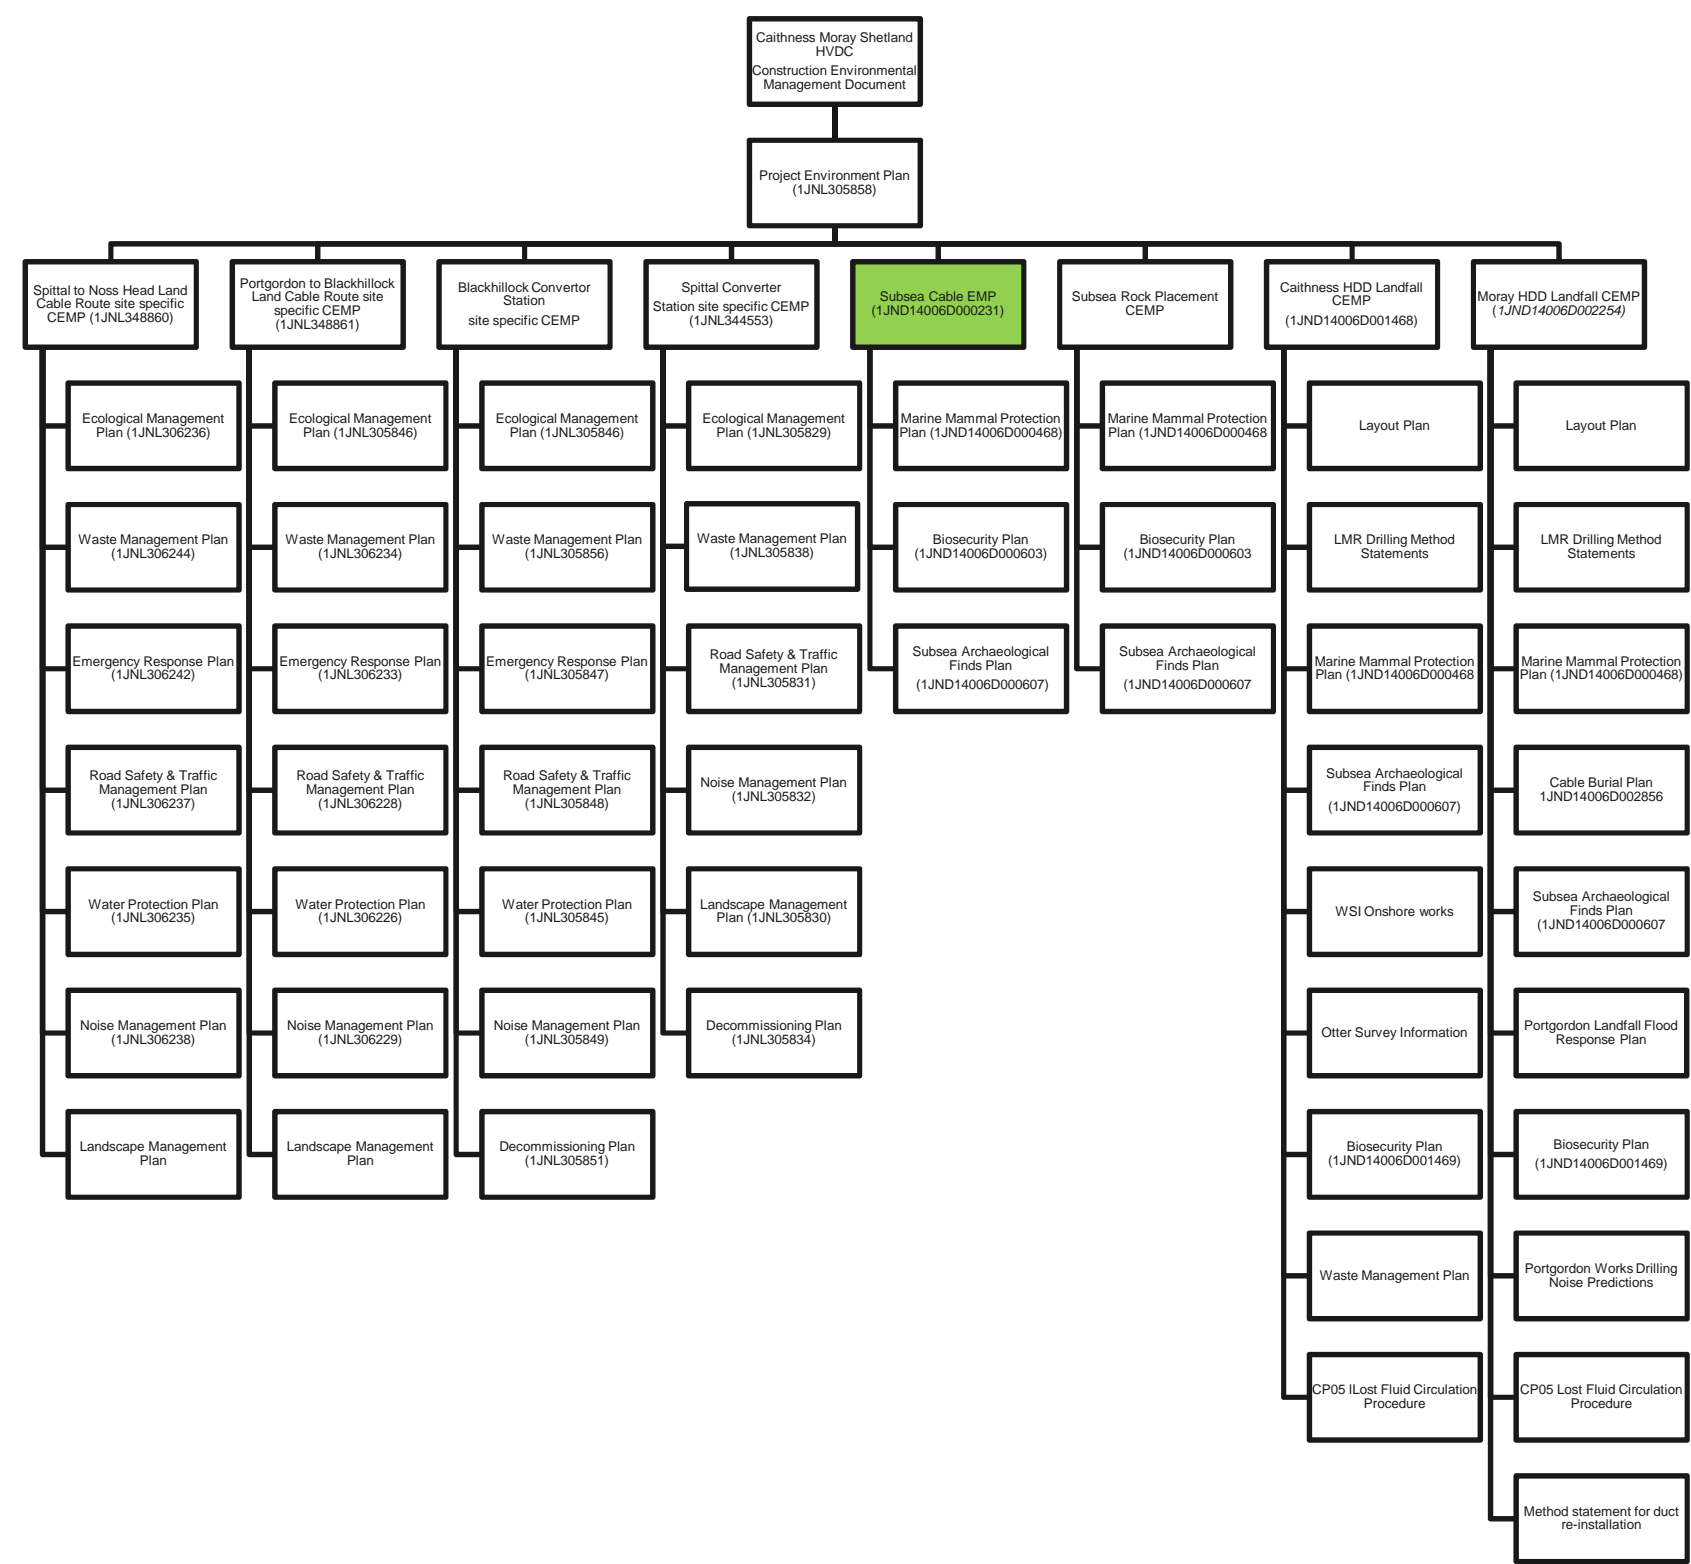 Caithness Moray Shetland
HVDC
Construction Environmental
Management Document
Project Environment Plan
(1JNL305858)
Spittal to Noss Head Land
Cable Route site specific
CEMP (1JNL348860)
Ecological Management
Plan (1JNL306236)
Waste Management Plan
(1JNL306244)
Emergency Response Plan
(1JNL306242)
Road Safety & Traffic
Management Plan
(1JNL306237)
Water Protection Plan
(1JNL306235)
Noise Management Plan
(1JNL306238)
Landscape Management
Plan
Portgordon to Blackhillock
Land Cable Route site
specific CEMP
(1JNL348861)
Ecological Management
Plan (1JNL305846)
Waste Management Plan
(1JNL306234)
Emergency Response Plan
(1JNL306233)
Road Safety & Traffic
Management Plan
(1JNL306228)
Water Protection Plan
(1JNL306226)
Noise Management Plan
(1JNL306229)
Landscape Management
Plan
Blackhillock Convertor
Station
site specific CEMP
Ecological Management
Plan (1JNL305846)
Waste Management Plan
(1JNL305856)
Emergency Response Plan
(1JNL305847)
Road Safety & Traffic
Management Plan
(1JNL305848)
Water Protection Plan
(1JNL305845)
Noise Management Plan
(1JNL305849)
Decommissioning Plan
(1JNL305851)
Spittal Converter
Station site specific CEMP
(1JNL344553)
Ecological Management
Plan (1JNL305829)
Waste Management Plan
(1JNL305838)
Road Safety & Traffic
Management Plan
(1JNL305831)
Noise Management Plan
(1JNL305832)
Landscape Management
Plan (1JNL305830)
Decommissioning Plan
(1JNL305834)
Subsea Cable EMP
(1JND14006D000231)
Marine Mammal Protection
Plan (1JND14006D000468)
Biosecurity Plan
(1JND14006D000603)
Subsea Archaeological
Finds Plan
(1JND14006D000607)
Subsea Rock Placement
CEMP
Marine Mammal Protection
Plan (1JND14006D000468
Biosecurity Plan
(1JND14006D000603
Subsea Archaeological
Finds Plan
(1JND14006D000607
Caithness HDD Landfall
CEMP
(1JND14006D001468)
Layout Plan
LMR Drilling Method
Statements
Marine Mammal Protection
Plan (1JND14006D000468
Subsea Archaeological
Finds Plan
(1JND14006D000607)
WSI Onshore works
Otter Survey Information
Biosecurity Plan
(1JND14006D001469)
Waste Management Plan
CP05 lLost Fluid Circulation
Procedure
Moray HDD Landfall CEMP
(1JND14006D002254)
Layout Plan
LMR Drilling Method
Statements
Marine Mammal Protection
Plan (1JND14006D000468)
Cable Burial Plan
1JND14006D002856
Subsea Archaeological
Finds Plan
(1JND14006D000607
Portgordon Landfall Flood
Response Plan
Biosecurity Plan
(1JND14006D001469)
Portgordon Works Drilling
Noise Predictions
CP05 Lost Fluid Circulation
Procedure
Method statement for duct
re-installation